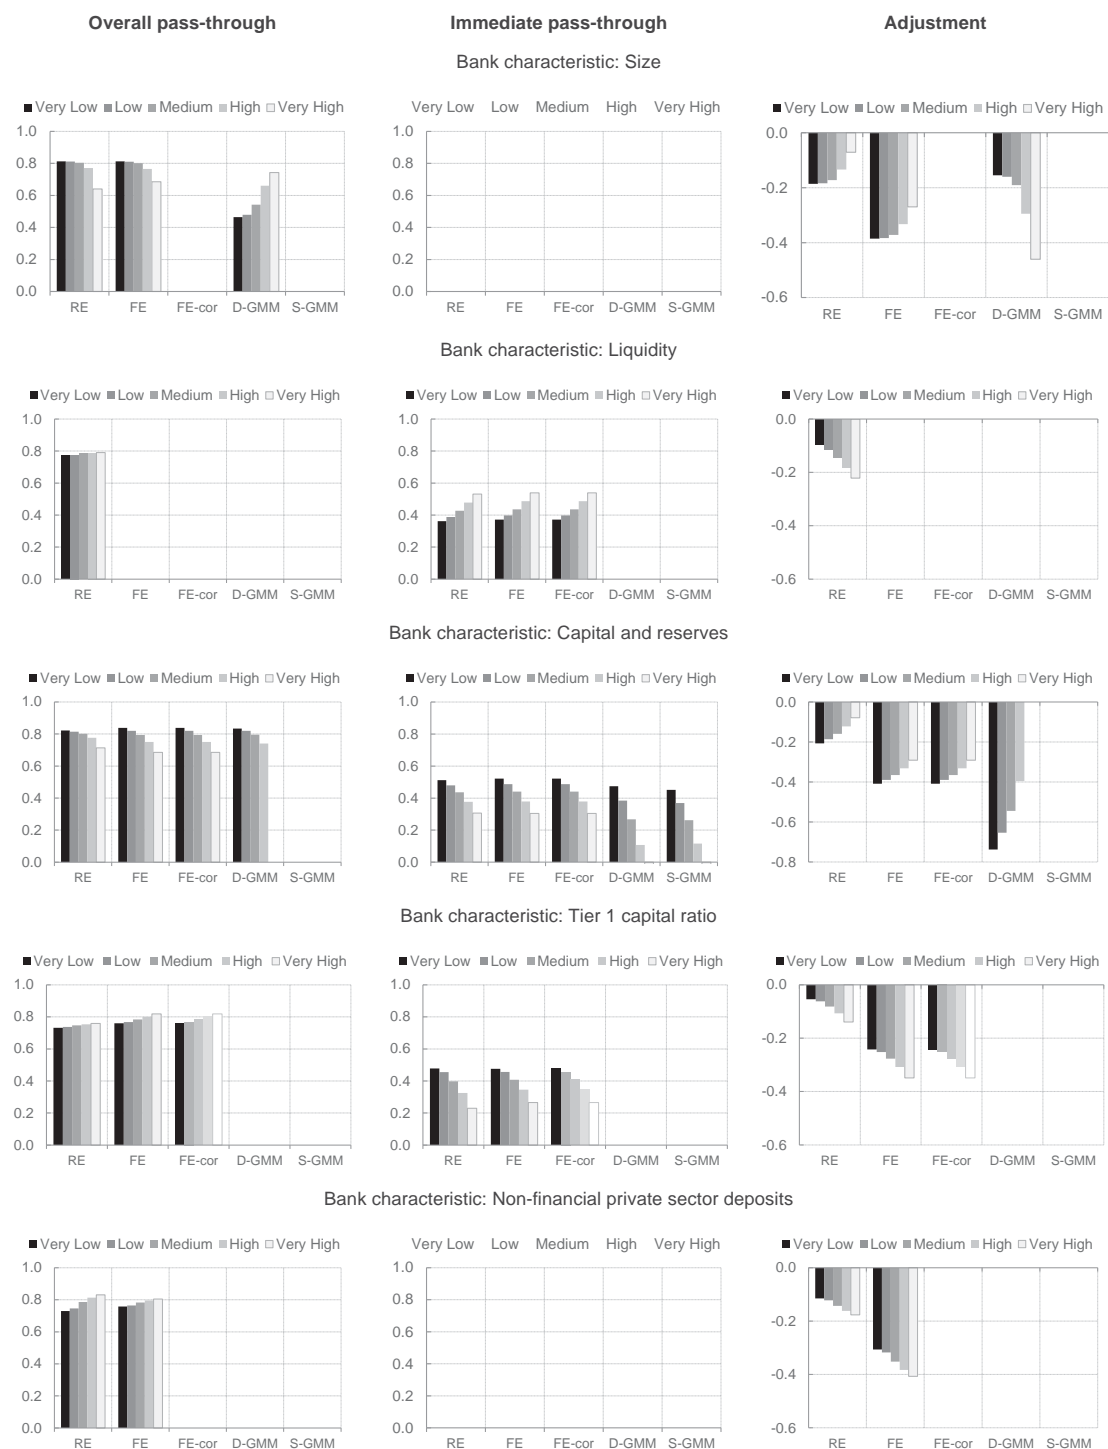 Overall pass-through Immediate pass-through Adjustment
Bank characteristic: Size
Very Low Low Medium High Very High Very Low Low Medium High Very High Very Low Low Medium High Very High
1.0 1.0 0.0
0.8 0.8
0.6 0.6 -0.2
0.4 0.4 -0.4
0.2 0.2
0.0 0.0 -0.6
RE FE FE-cor D-GMM S-GMM RE FE FE-cor D-GMM S-GMM RE FE FE-cor D-GMM S-GMM
Bank characteristic: Liquidity
Very Low Low Medium High Very High Very Low Low Medium High Very High Very Low Low Medium High Very High
1.0 1.0 0.0
0.8 0.8
0.6 0.6 -0.2
0.4 0.4 -0.4
0.2 0.2
0.0 0.0 -0.6
RE FE FE-cor D-GMM S-GMM RE FE FE-cor D-GMM S-GMM RE FE FE-cor D-GMM S-GMM
Bank characteristic: Capital and reserves
Very Low Low Medium High Very High Very Low Low Medium High Very High Very Low Low Medium High Very High
1.0 1.0 0.0
0.8 0.8 -0.2
0.6 0.6
0.4 0.4 -0.4
0.2 0.2 -0.6
0.0 0.0 -0.8
RE FE FE-cor D-GMM S-GMM RE FE FE-cor D-GMM S-GMM RE FE FE-cor D-GMM S-GMM
Bank characteristic: Tier 1 capital ratio
Very Low Low Medium High Very High Very Low Low Medium High Very High Very Low Low Medium High Very High
1.0 1.0 0.0
0.8 0.8
0.6 0.6 -0.2
0.4 0.4 -0.4
0.2 0.2
0.0 0.0 -0.6
RE FE FE-cor D-GMM S-GMM RE FE FE-cor D-GMM S-GMM RE FE FE-cor D-GMM S-GMM
Bank characteristic: Non-financial private sector deposits
Very Low Low Medium High Very High Very Low Low Medium High Very High Very Low Low Medium High Very High
1.0 1.0 0.0
0.8 0.8
0.6 0.6 -0.2
0.4 0.4 -0.4
0.2 0.2
0.0 0.0 -0.6
RE FE FE-cor D-GMM S-GMM RE FE FE-cor D-GMM S-GMM RE FE FE-cor D-GMM S-GMM